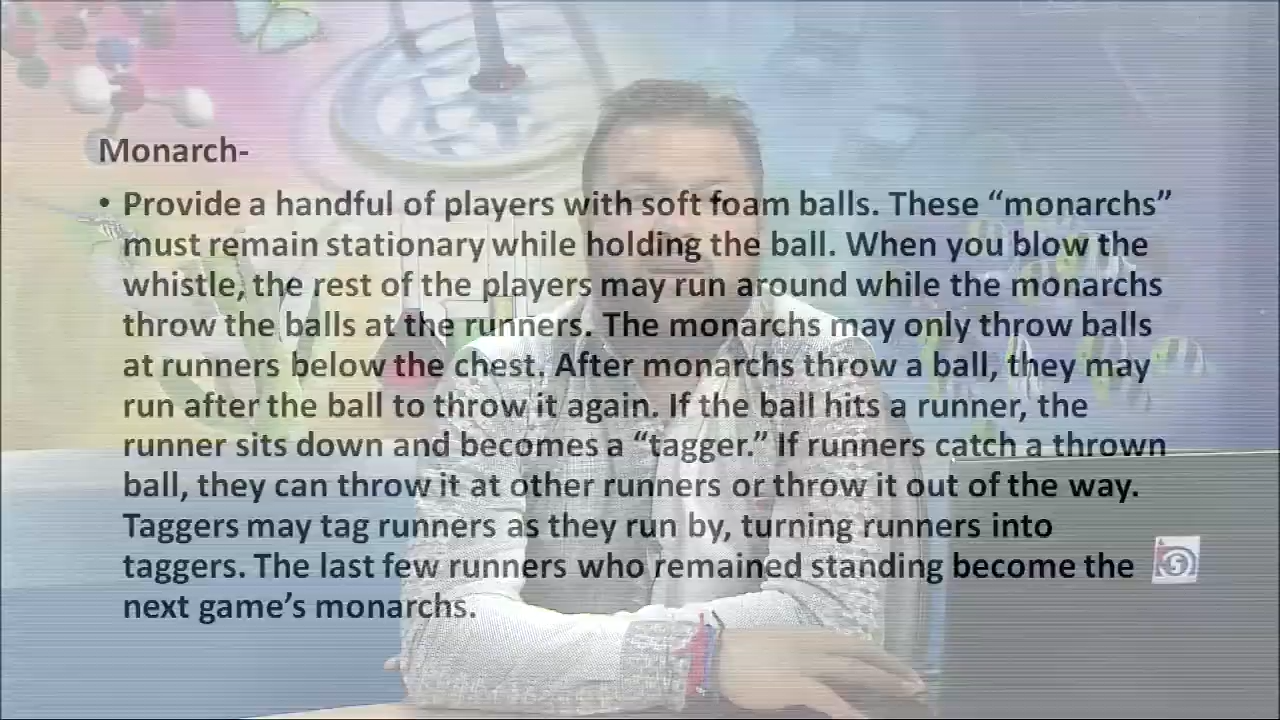 Monarch-
• Provide a handful of players with soft foam balls. These “monarchs”
must remain stationary while holding the ball. When you blow the
whistle, the rest of the players may run around while the monarchs
throw the balls at the runners. The monarchs may only throw balls
at runners below the chest. After monarchs throw a ball, they may
run after the ball to throw it again. If the ball hits a runner, the
runner sits down and becomes a “tagger.” If runners catch a thrown
ball, they can throw it at other runners or throw it out of the way.
Taggers may tag runners as they run by, turning runners into
taggers. The last few runners who remained standing become the
next game’s monarchs.